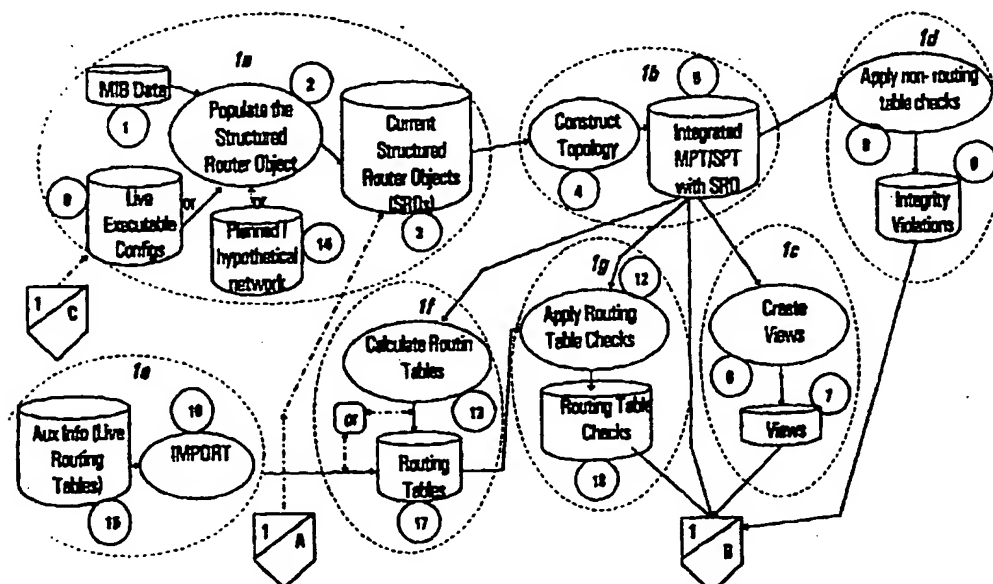 1a
MIB Data
1
2
Populate the
Structured
Router Object
Current
Structured
Router Objects
(SROs)
3
Live
Executable
Configs
or
or
Planned /
hypothetical
network
14
1
C
1b
5
Construct
Topology
4
Integrated
MPT/SPT
with SRO
1d
Apply non-routing
table checks
8
9
Integrity
Violations
1e
Aux Info (Live
Routing
Tables)
15
16
IMPORT
1
A
1f
Calculate Routin
Tables
13
or
Routing
Tables
17
1g
12
Apply Routing
Table Checks
Routing Table
Checks
18
1c
Create
Views
6
7
Views
1
B